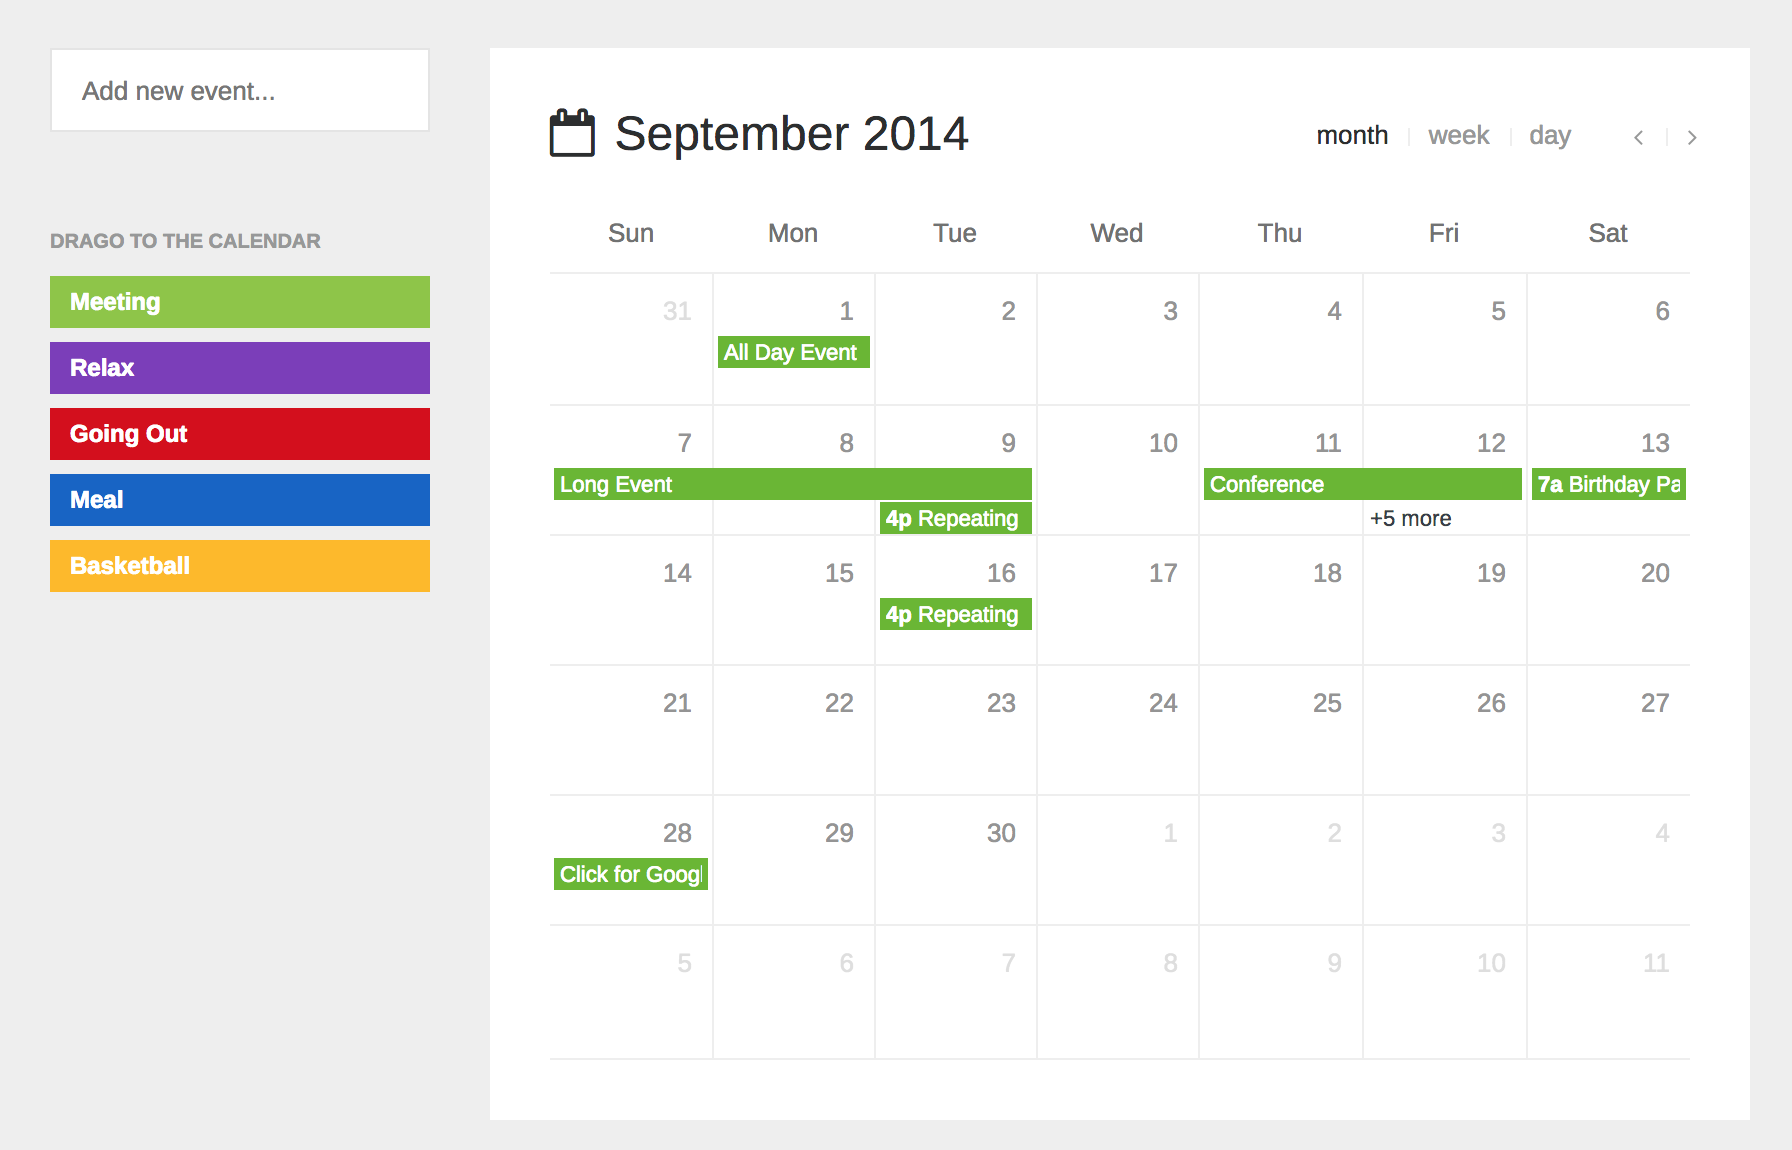 Add new event...
DRAGO TO THE CALENDAR
Meeting
Relax
Going Out
Meal
Basketball
September 2014
month week day
Sun Mon Tue Wed Thu Fri Sat
31 1 2 3 4 5 6
All Day Event
7 8 9 10 11 12 13
Long Event Conference 7a Birthday Pa
4p Repeating +5 more
14 15 16 17 18 19 20
4p Repeating
21 22 23 24 25 26 27
28 29 30 1 2 3 4
Click for Googl
5 6 7 8 9 10 11